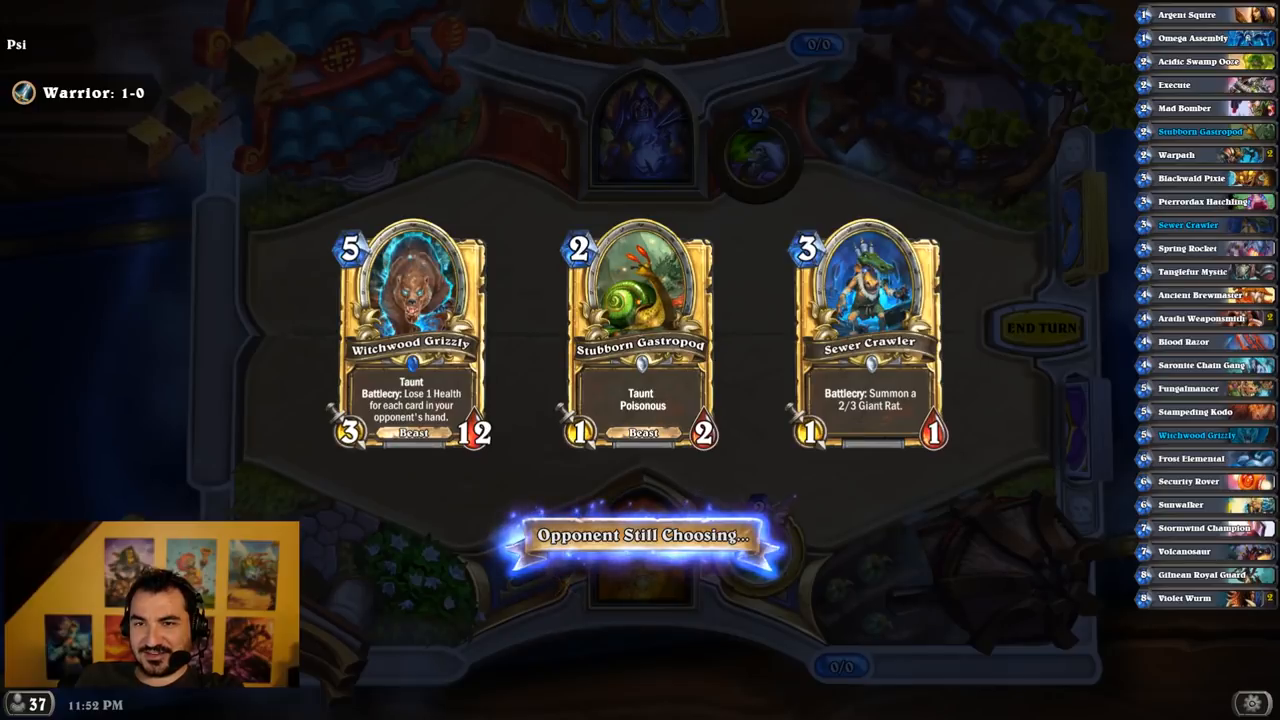 Psi
Warrior: 1-0
0/0
2
END TURN
5
Witchwood Grizzly
Taunt
Battlecry: Lose 1 Health
for each card in your
opponent's hand.
3
Beast
12
2
Stubborn Gastropod
Taunt
Poisonous
1
Beast
2
3
Sewer Crawler
Battlecry: Summon a
2/3 Giant Rat.
1
1
Opponent Still Choosing...
0/0
37
11:52 PM
1 Argent Squire
1 Omega Assembly
2 Acidic Swamp Ooze
2 Execute
2 Mad Bomber
2 Stubborn Gastropod
2 Warpath 2
3 Blackwald Pixie
3 Pterrordax Hatchling
3 Sewer Crawler
3 Spring Rocket
3 Tanglefur Mystic
4 Ancient Brewmaster
4 Arathi Weaponsmith 2
4 Blood Razor
4 Saronite Chain Gang
5 Fungalmancer
5 Stampeding Kodo
5 Witchwood Grizzly
6 Frost Elemental
6 Security Rover
6 Sunwalker
7 Stormwind Champion
7 Volcanosaur
8 Gilnean Royal Guard
8 Violet Wurm 2